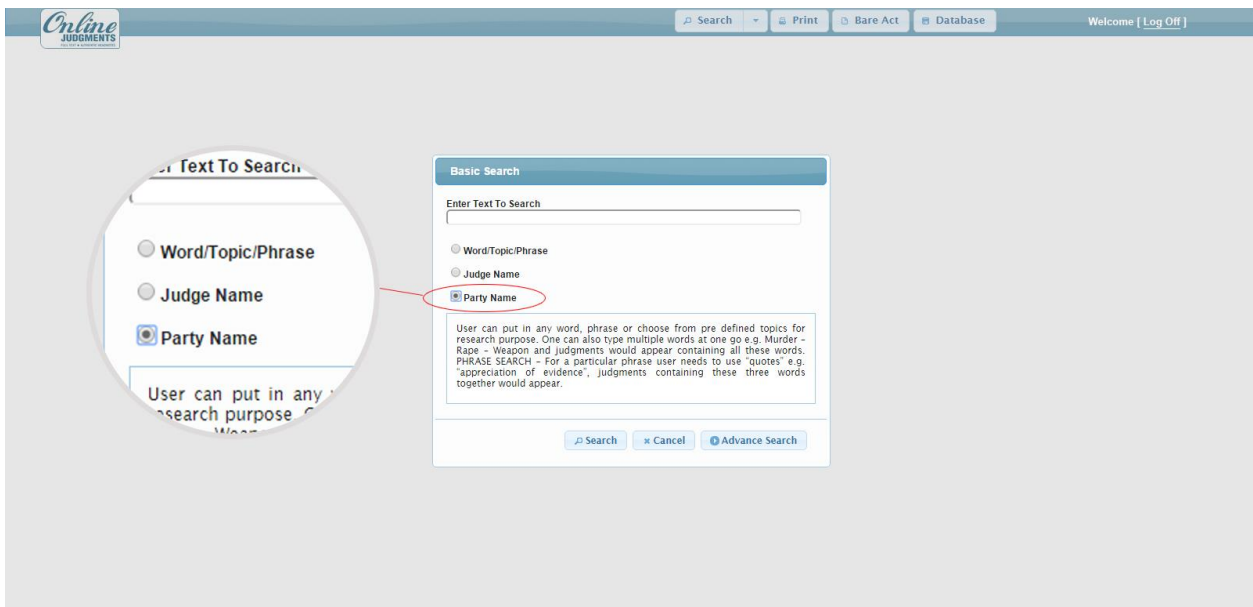 Online
JUDGMENTS
Search
Print
Bare Act
Database
Welcome [ Log Off ]
Text To Search
Word/Topic/Phrase
Judge Name
Party Name
User can put in any
search purpose
Basic Search
Enter Text To Search
Word/Topic/Phrase
Judge Name
Party Name
User can put in any word, phrase or choose from pre defined topics for
research purpose. One can also type multiple words at one go e.g. Murder –
Rape – Weapon and judgments would appear containing all these words.
PHRASE SEARCH – For a particular phrase user needs to use "quotes" e.g.
"appreciation of evidence", judgments containing these three words
together would appear.
Search
Cancel
Advance Search